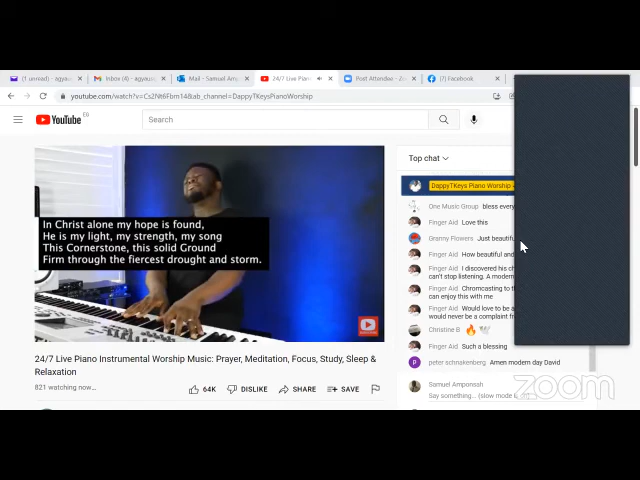 (1 unread) - agyau
Inbox (4) - agyau
Mail - Samuel Am
24/7 Live Pian
Post Attendee - Z
(7) Facebook
youtube.com/watch?v=Cs2Nt6Fbm14&ab_channel=DappyTKeysPianoWorship
YouTube EG
Search
Top chat
DappyTKeys Piano Worship
One Music Group bless every
Finger Aid Love this
Granny Flowers Just beautifu
Finger Aid How beautiful and
Finger Aid I discovered his ch
can't stop listening. A modern
Finger Aid Chromcasting to th
can enjoy this with me
Finger Aid Would love to be a
would never be a complaint fr
Christine B
Finger Aid Such a blessing
peter schnakenberg Amen modern day David
Samuel Amponsah
Say something... (slow mode
In Christ alone my hope is found,
He is my light, my strength, my song
This Cornerstone, this solid Ground
Firm through the fiercest drought and storm.
24/7 Live Piano Instrumental Worship Music: Prayer, Meditation, Focus, Study, Sleep &
Relaxation
821 watching now...
64K DISLIKE SHARE SAVE
zoom